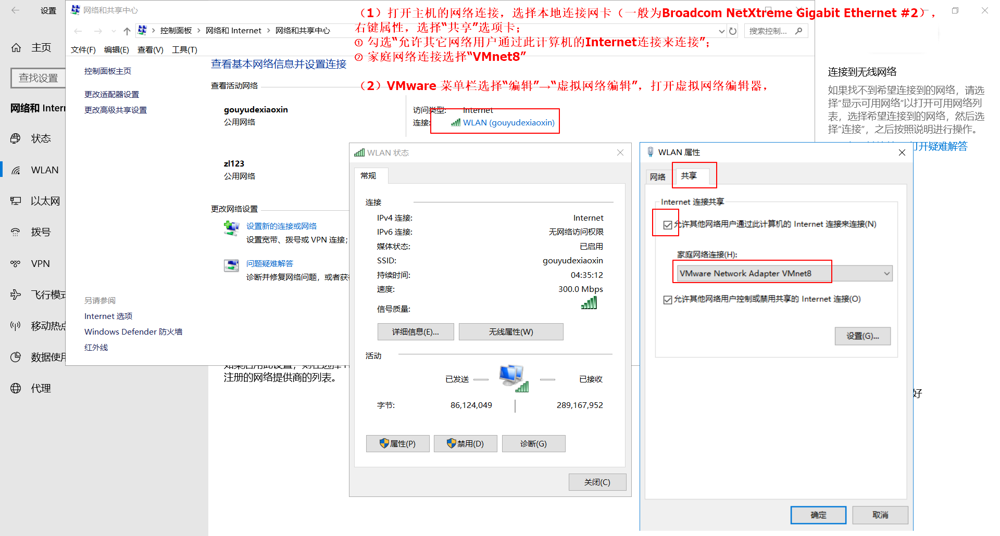 设置
主页
查找设置
网络和 Inter
状态
WLAN
以太网
拨号
VPN
飞行模式
移动热点
数据使用
代理
网络和共享中心
控制面板 > 网络和 Internet > 网络和共享中心
搜索控制...
文件(F) 编辑(E) 查看(V) 工具(T)
（1）打开主机的网络连接，选择本地连接网卡（一般为Broadcom NetXtreme Gigabit Ethernet #2），
右键属性，选择“共享”选项卡；
① 勾选“允许其它网络用户通过此计算机的Internet连接来连接”；
② 家庭网络连接选择“VMnet8”
（2）VMware 菜单栏选择“编辑”→“虚拟网络编辑”，打开虚拟网络编辑器，
控制面板主页
更改适配器设置
更改高级共享设置
另请参阅
Internet 选项
Windows Defender 防火墙
红外线
查看基本网络信息并设置连接
查看活动网络
gouyudexiaoxin
公用网络
访问类型: Internet
连接: WLAN (gouyudexiaoxin)
zl123
公用网络
更改网络设置
设置新的连接或网络
设置宽带、拨号或 VPN 连接；
问题疑难解答
诊断并修复网络问题，或者获得
注册的网络提供商的列表。
WLAN 状态
常规
连接
IPv4 连接: Internet
IPv6 连接: 无网络访问权限
媒体状态: 已启用
SSID: gouyudexiaoxin
持续时间: 04:35:12
速度: 300.0 Mbps
信号质量:
详细信息(E)... 无线属性(W)
活动
已发送 已接收
字节: 86,124,049 289,167,952
属性(P) 禁用(D) 诊断(G)
关闭(C)
WLAN 属性
网络 共享
Internet 连接共享
允许其他网络用户通过此计算机的 Internet 连接来连接(N)
家庭网络连接(H):
VMware Network Adapter VMnet8
允许其他网络用户控制或禁用共享的 Internet 连接(O)
设置(G)...
确定 取消
连接到无线网络
如果找不到希望连接到的网络，请选
择“显示可用网络”以打开可用网络列
表，选择希望连接到的网络，然后选
择“连接”，之后按照说明进行操作。
打开疑难解答
好